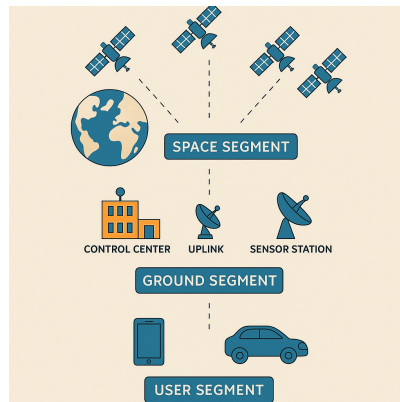 SPACE SEGMENT
CONTROL CENTER
UPLINK
SENSOR STATION
GROUND SEGMENT
USER SEGMENT